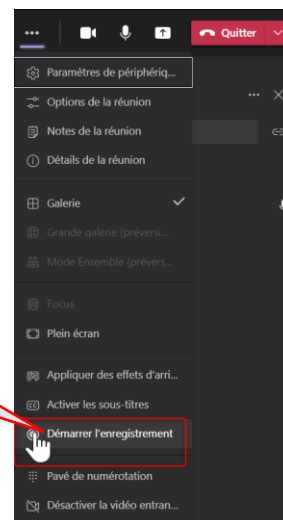 Quitter
Paramètres de périphériq...
Options de la réunion
Notes de la réunion
Détails de la réunion
Galerie
Grande galerie (préversi...
Mode Ensemble (prévers...
Focus
Plein écran
Appliquer des effets d'arri...
CC Activer les sous-titres
Démarrer l'enregistrement
Pavé de numérotation
Désactiver la vidéo entran...